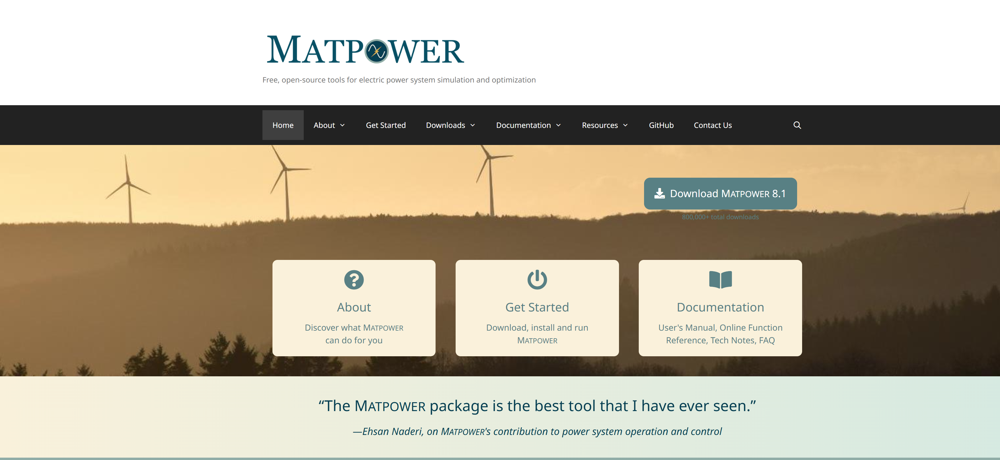 MATPOWER
Free, open-source tools for electric power system simulation and optimization
Home About Get Started Downloads Documentation Resources GitHub Contact Us
Download MATPOWER 8.1
800,000+ total downloads
About
Discover what MATPOWER
can do for you
Get Started
Download, install and run
MATPOWER
Documentation
User's Manual, Online Function
Reference, Tech Notes, FAQ
“The MATPOWER package is the best tool that I have ever seen.”
—Ehsan Naderi, on MATPOWER's contribution to power system operation and control